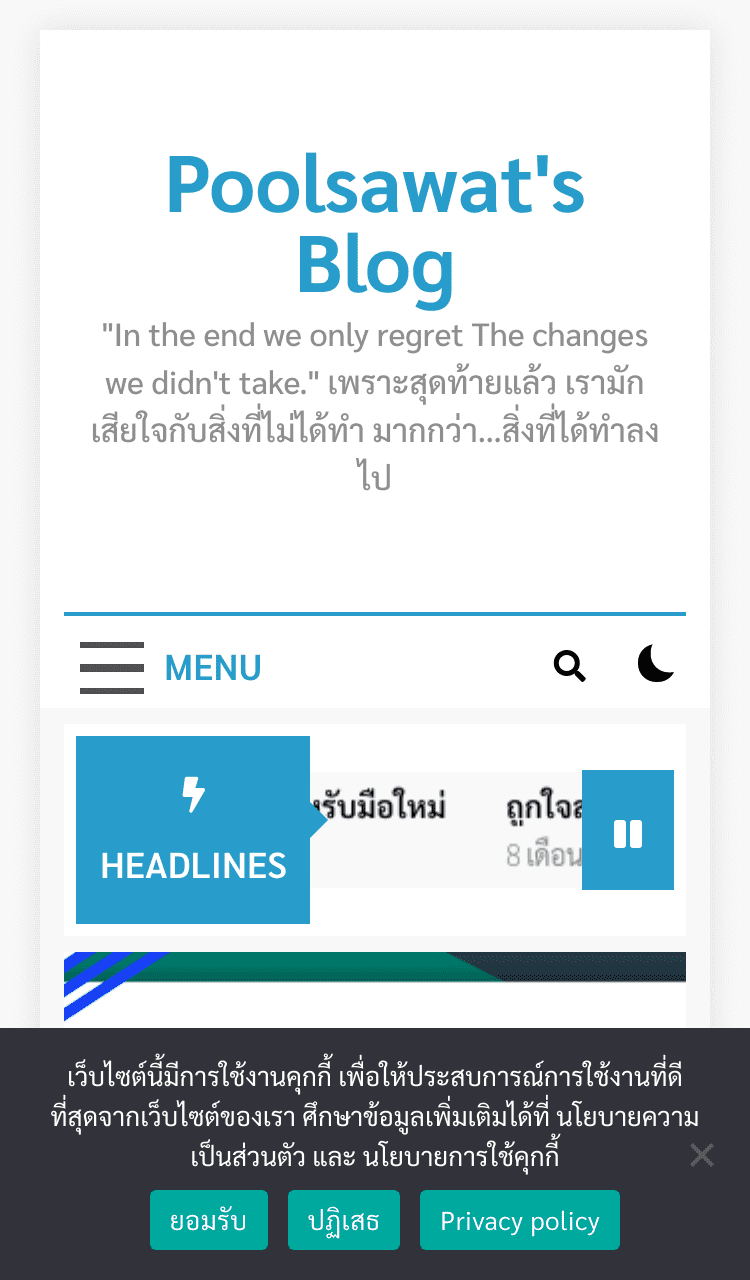 Poolsawat's
Blog
"In the end we only regret The changes
we didn't take." เพราะสุดท้ายแล้ว เรามัก
เสียใจกับสิ่งที่ไม่ได้ทำ มากกว่า...สิ่งที่ได้ทำลง
ไป
MENU
HEADLINES
รับมือใหม่
ถูกใจ
8 เดือน
เว็บไซต์นี้มีการใช้งานคุกกี้ เพื่อให้ประสบการณ์การใช้งานที่ดี
ที่สุดจากเว็บไซต์ของเรา ศึกษาข้อมูลเพิ่มเติมได้ที่ นโยบายความ
เป็นส่วนตัว และ นโยบายการใช้คุกกี้
ยอมรับ
ปฏิเสธ
Privacy policy